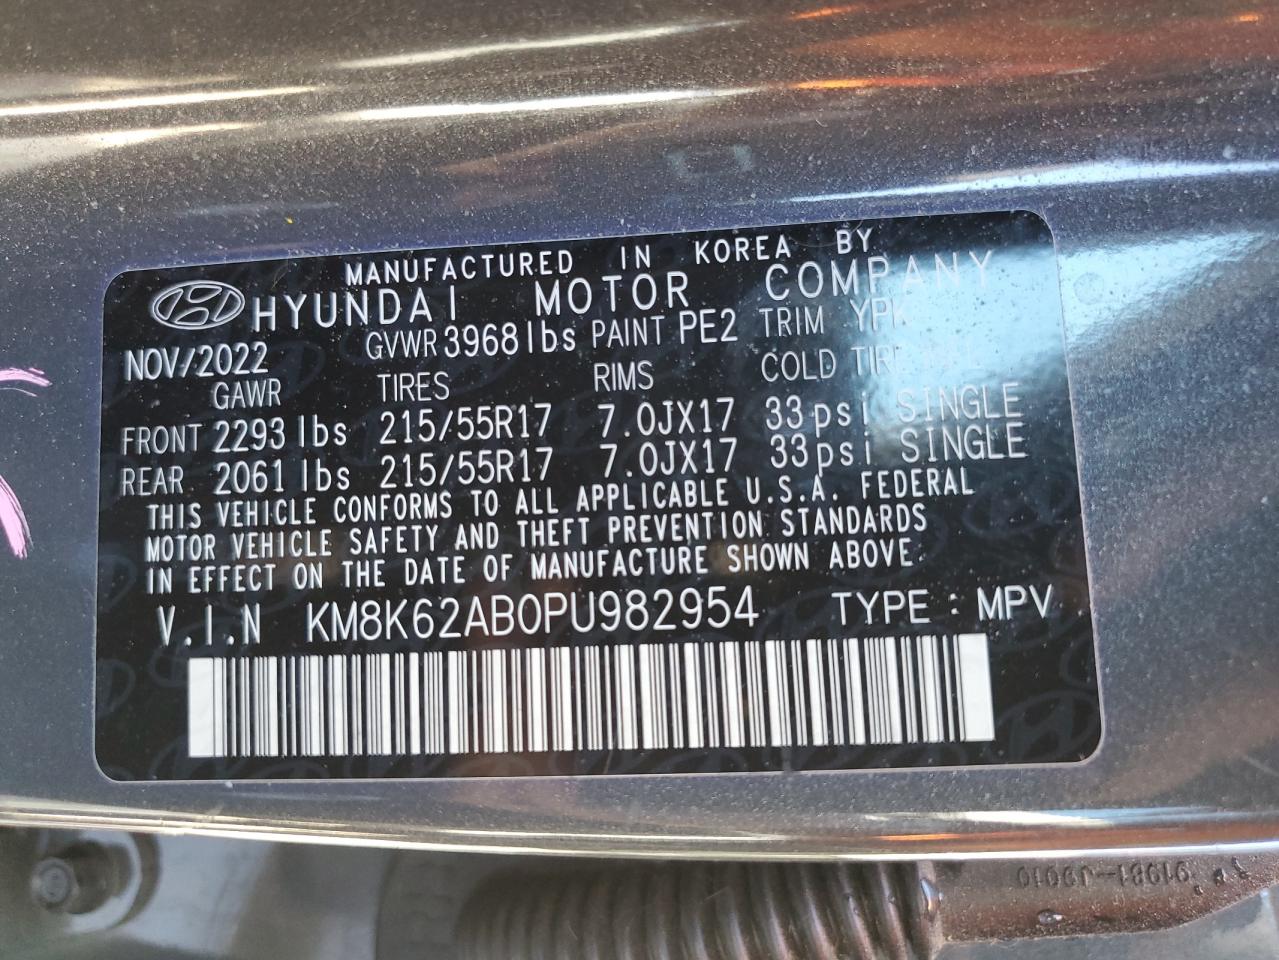 MANUFACTURED IN KOREA BY
HYUNDAI MOTOR COMPANY
NOV/2022 GVWR 3968 lbs PAINT PE2 TRIM YPK
GAWR TIRES RIMS COLD
FRONT 2293 lbs 215/55R17 7.0JX17 33psi SINGLE
REAR 2061 lbs 215/55R17 7.0JX17 33psi SINGLE
THIS VEHICLE CONFORMS TO ALL APPLICABLE U.S.A. FEDERAL
MOTOR VEHICLE SAFETY AND THEFT PREVENTION STANDARDS
IN EFFECT ON THE DATE OF MANUFACTURE SHOWN ABOVE.
V.I.N KM8K62AB0PU982954 TYPE : MPV
91981-J9010